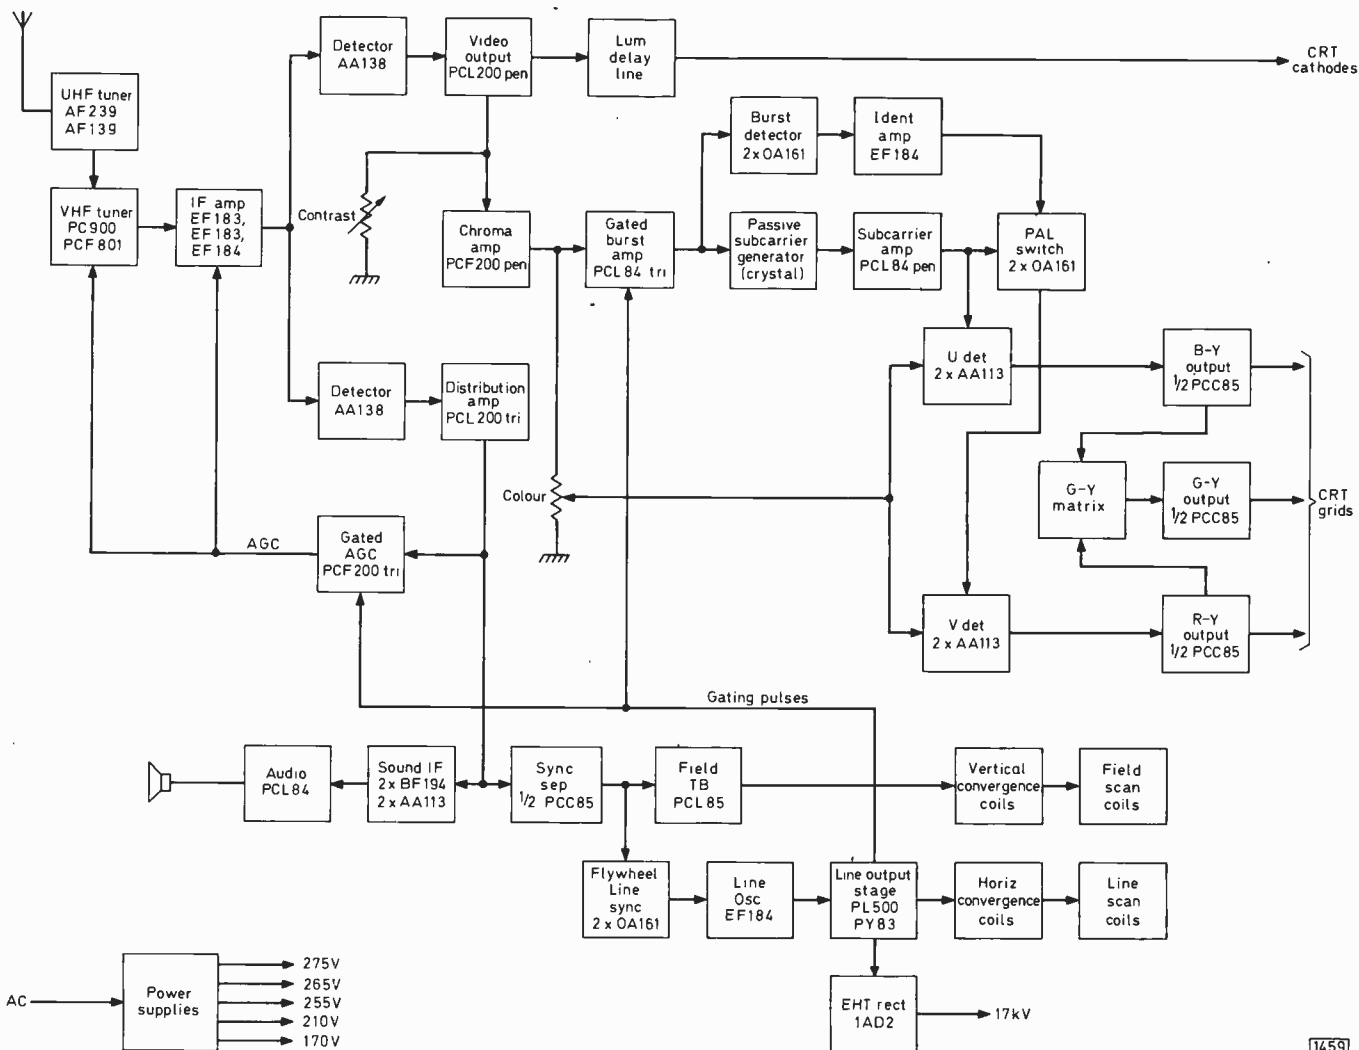 Detector
AA138
Video
output
PCL200 pen
Lum
delay
line
CRT
cathodes
UHF tuner
AF239
AF139
Burst
detector
2 x OA161
Ident
amp
EF184
VHF tuner
PC900
PCF801
IF amp
EF183,
EF183,
EF184
Contrast
Chroma
amp
PCF200 pen
Gated
burst
amp
PCL84 tri
Passive
subcarrier
generator
(crystal)
Subcarrier
amp
PCL84 pen
PAL
switch
2 x OA161
U det
2 x AA113
B-Y
output
1/2 PCC85
Detector
AA138
Distribution
amp
PCL200 tri
Colour
G-Y
matrix
G-Y
output
1/2 PCC85
CRT
grids
AGC
Gated
AGC
PCF200 tri
V det
2 x AA113
R-Y
output
1/2 PCC85
Gating pulses
Audio
PCL84
Sound IF
2 x BF194
2 x AA113
Sync
sep
1/2 PCC85
Field
TB
PCL85
Vertical
convergence
coils
Field
scan
coils
Flywheel
Line
sync
2 x OA161
Line
Osc
EF184
Line output
stage
PL500
PY83
Horiz
convergence
coils
Line
scan
coils
AC
Power
supplies
275V
265V
255V
210V
170V
EHT rect
1AD2
17kV
1459